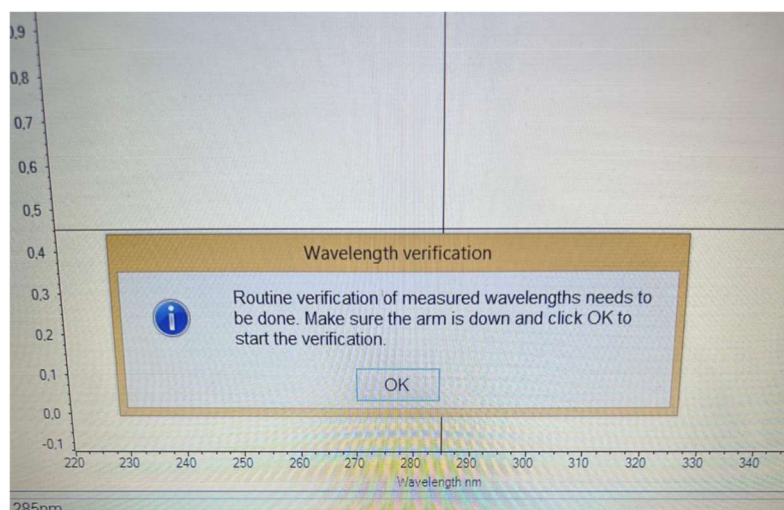 0,9
0,8
0,7
0,6
0,5
0,4
0,3
0,2
0,1
0,0
-0,1
Wavelength verification
Routine verification of measured wavelengths needs to
be done. Make sure the arm is down and click OK to
start the verification.
OK
220 230 240 250 260 270 280 290 300 310 320 330 340
Wavelength nm
285nm